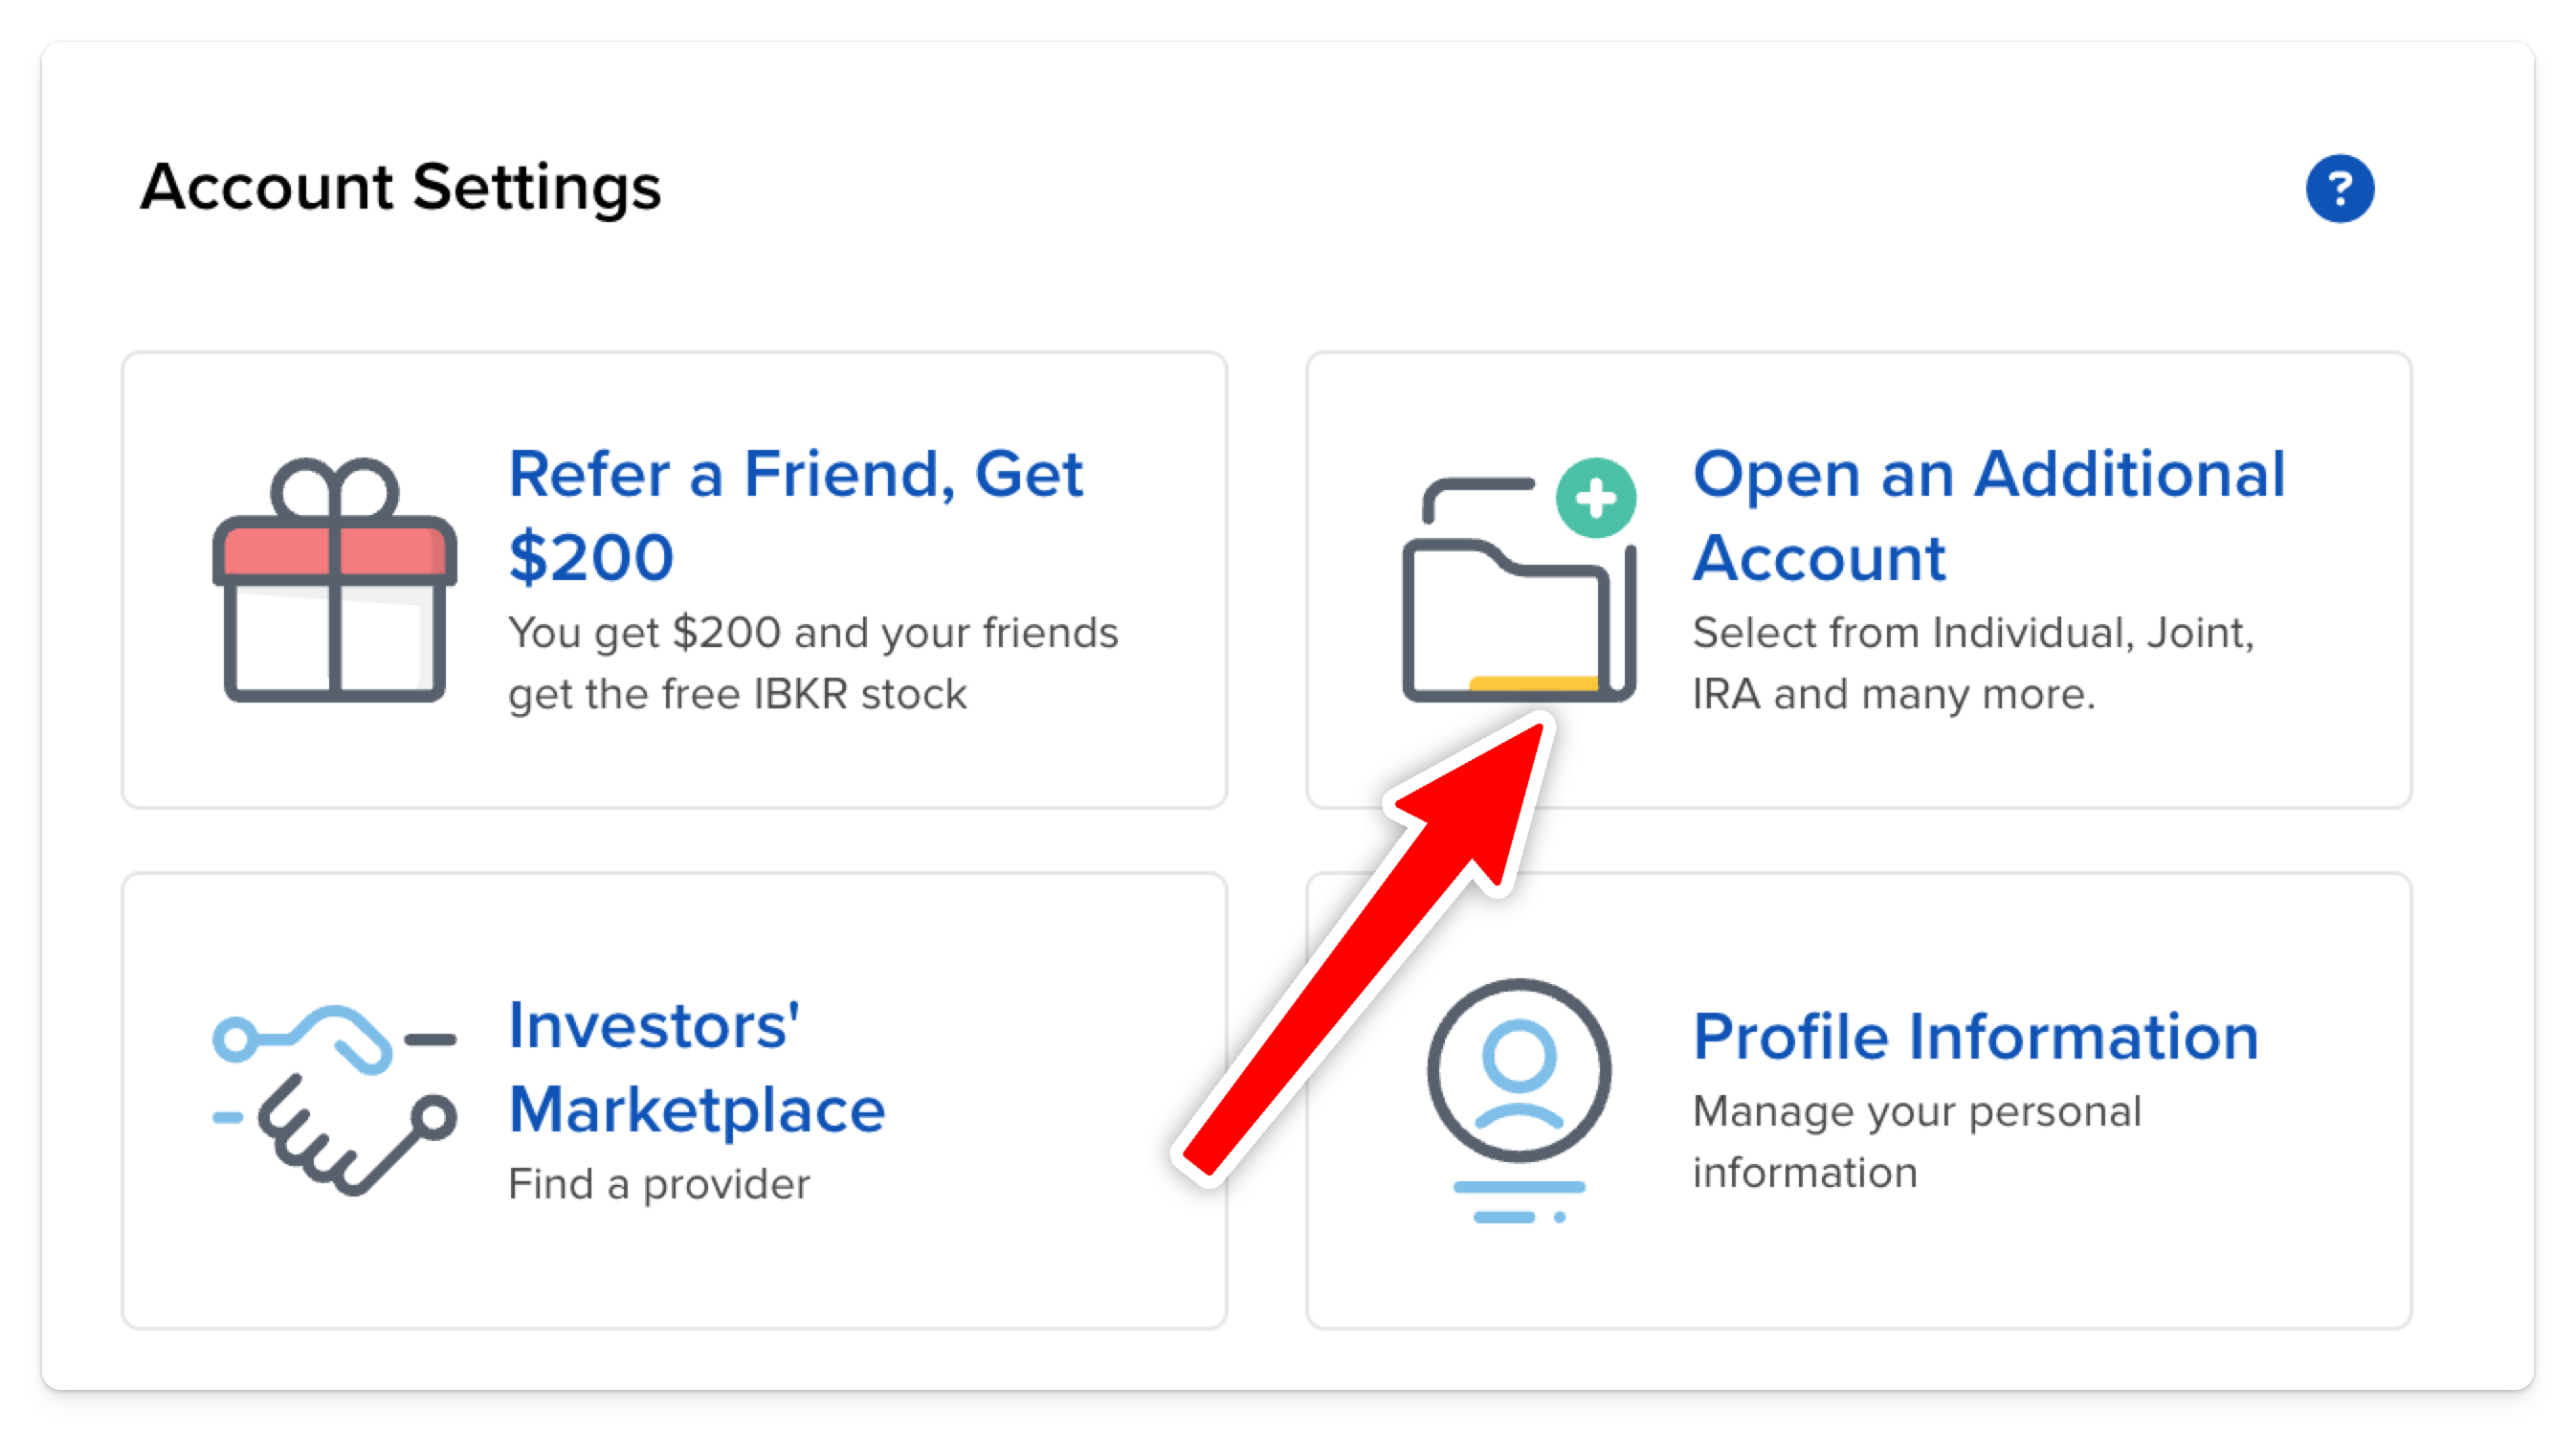 Account Settings
?
Refer a Friend, Get
$200
You get $200 and your friends
get the free IBKR stock
Open an Additional
Account
Select from Individual, Joint,
IRA and many more.
Investors'
Marketplace
Find a provider
Profile Information
Manage your personal
information